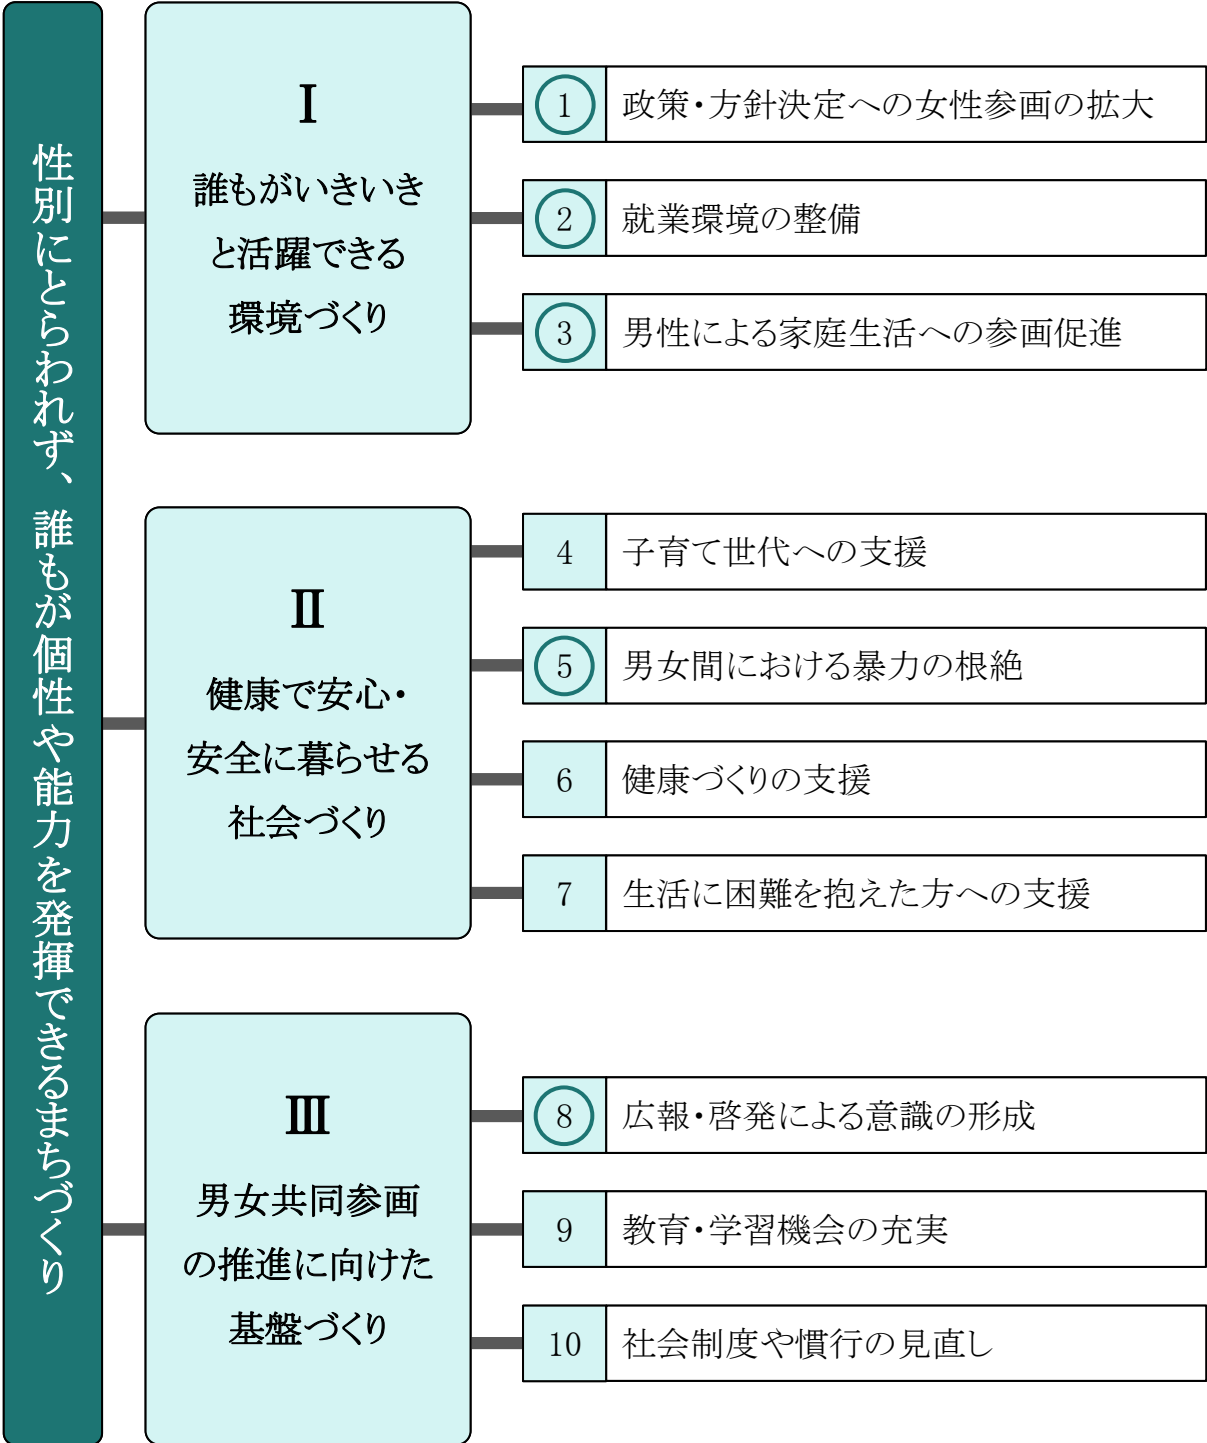 性別にとらわれず、誰もが個性や能力を発揮できるまちづくり
Ⅰ
誰もがいきいき
と活躍できる
環境づくり
1 政策・方針決定への女性参画の拡大
2 就業環境の整備
3 男性による家庭生活への参画促進
Ⅱ
健康で安心・
安全に暮らせる
社会づくり
4 子育て世代への支援
5 男女間における暴力の根絶
6 健康づくりの支援
7 生活に困難を抱えた方への支援
Ⅲ
男女共同参画
の推進に向けた
基盤づくり
8 広報・啓発による意識の形成
9 教育・学習機会の充実
10 社会制度や慣行の見直し